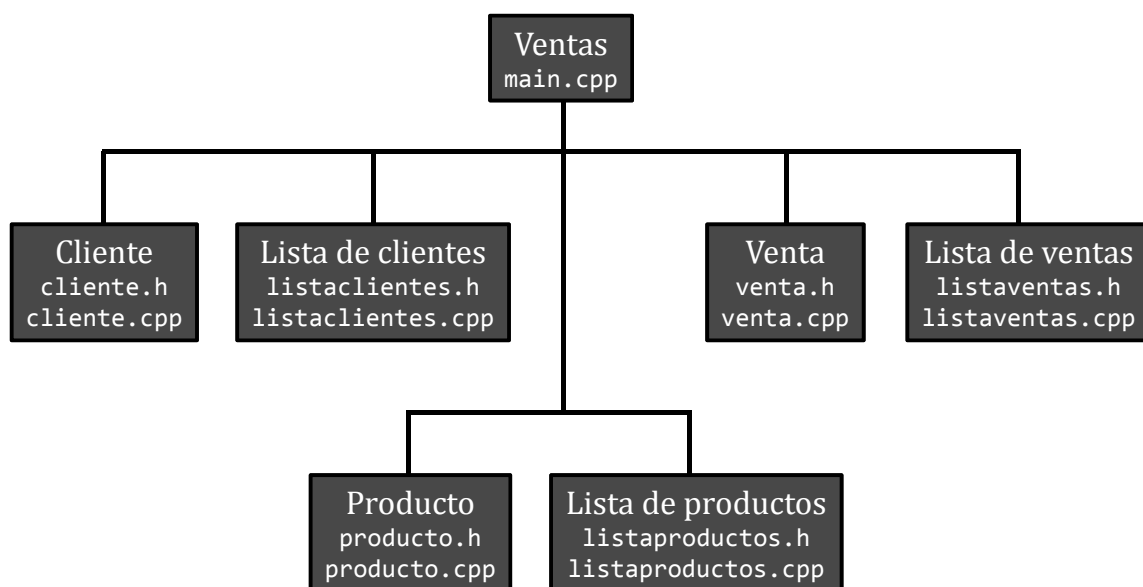 Ventas
main.cpp
Cliente
cliente.h
cliente.cpp
Lista de clientes
listaclientes.h
listaclientes.cpp
Venta
venta.h
venta.cpp
Lista de ventas
listaventas.h
listaventas.cpp
Producto
producto.h
producto.cpp
Lista de productos
listaproductos.h
listaproductos.cpp